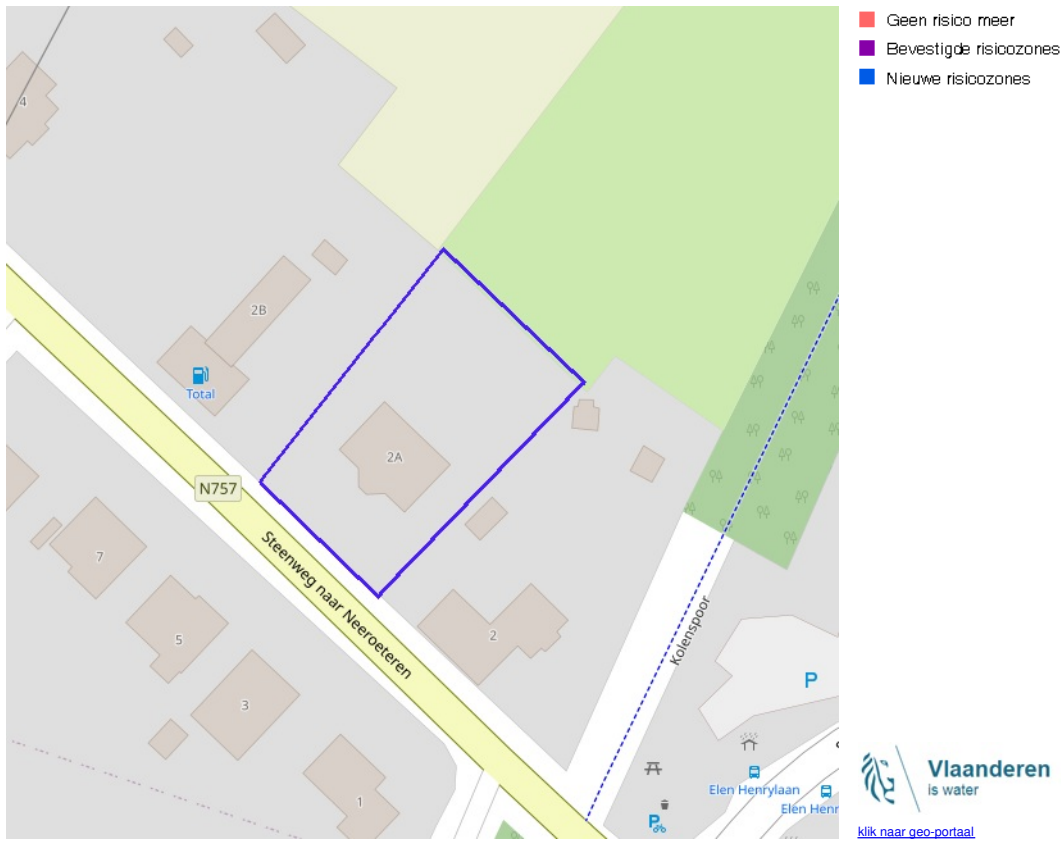 Geen risico meer
Bevestigde risicozones
Nieuwe risicozones
4
2B
Total
2A
N757
Steenweg naar Neeroeteren
7
5
3
1
2
Kolenspoor
P
Elen Henrylaan
Elen Henr
P
Vlaanderen
is water
klik naar geo-portaal